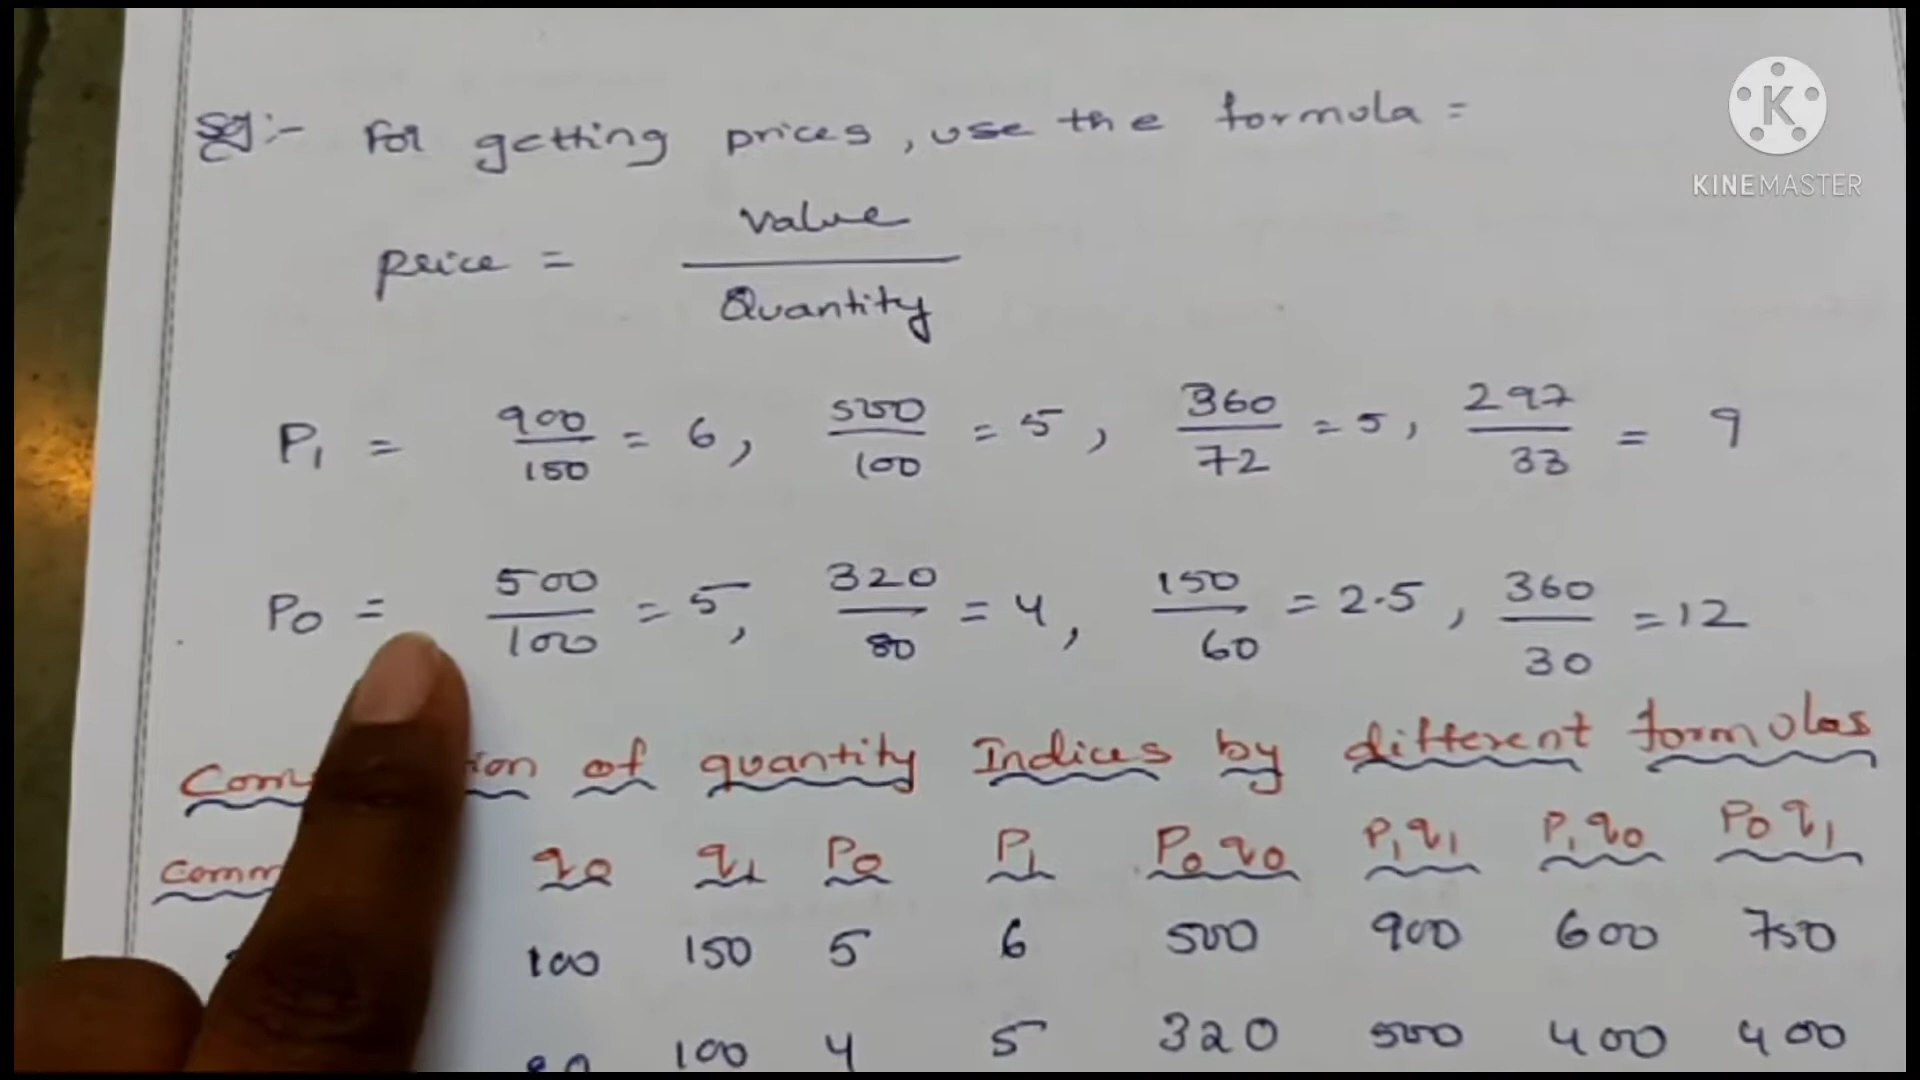 Sol:- For getting prices, use the formula =
KINEMASTER
price = Value / Quantity
P1 = 900/150 = 6, 500/100 = 5, 360/72 = 5, 297/33 = 9
P0 = 500/100 = 5, 320/80 = 4, 150/60 = 2.5, 360/30 = 12
of quantity Indices by different formulas
q0 q1 P0 P1 P0q0 P1q1 P1q0 P0q1
100 150 5 6 500 900 600 750
100 4 5 320 500 400 400